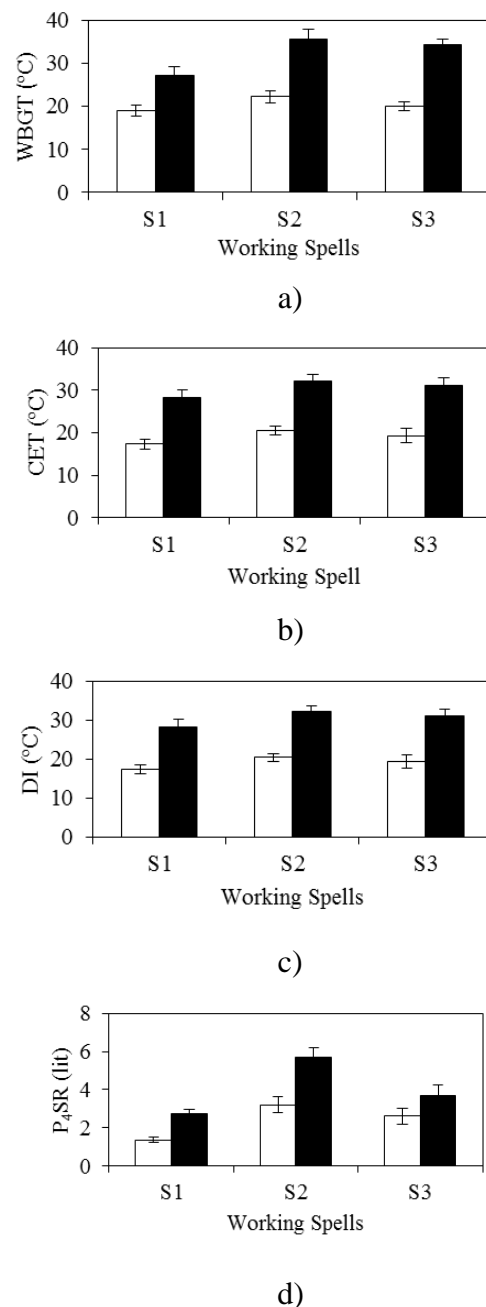 40
30
20
10
0
WBGT (°C)
S1 S2 S3
Working Spells
a)
40
30
20
10
0
CET (°C)
S1 S2 S3
Working Spell
b)
40
30
20
10
0
DI (°C)
S1 S2 S3
Working Spells
c)
8
6
4
2
0
P₄SR (lit)
S1 S2 S3
Working Spells
d)